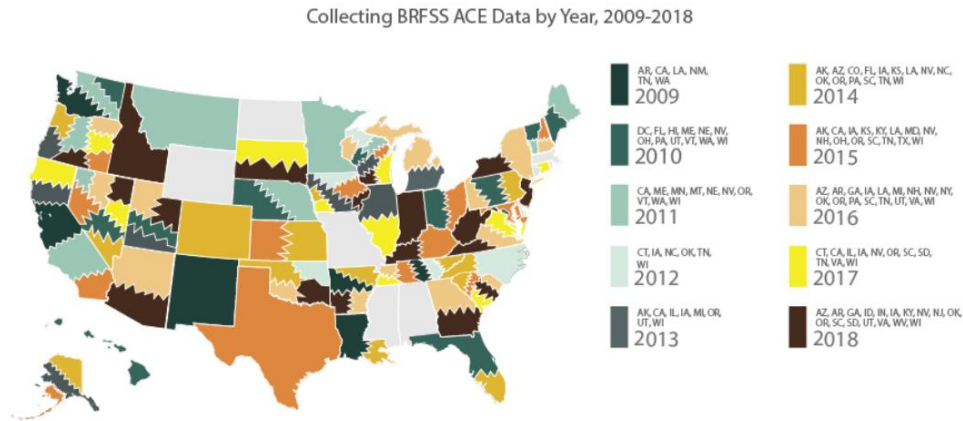 Collecting BRFSS ACE Data by Year, 2009-2018
AR, CA, LA, NM,
TN, WA
2009
DC, FL, HI, ME, NE, NV,
OH, PA, UT, VT, WA, WI
2010
CA, ME, MN, MT, NE, NV, OR,
VT, WA, WI
2011
CT, IA, NC, OK, TN,
WI
2012
AK, CA, IL, IA, MI, OR,
UT, WI
2013
AK, AZ, CO, FL, IA, KS, LA, NV, NC,
OK, OR, PA, SC, TN, WI
2014
AK, CA, IA, KS, KY, LA, MD, NV,
NH, OH, OR, SC, TN, TX, WI
2015
AZ, AR, GA, IA, LA, MI, NH, NV, NY,
OK, OR, PA, SC, TN, UT, VA, WI
2016
CT, CA, IL, IA, NV, OR, SC, SD,
TN, VA, WI
2017
AZ, AR, GA, ID, IN, IA, KY, NV, NJ, OK,
OR, SC, SD, UT, VA, WV, WI
2018